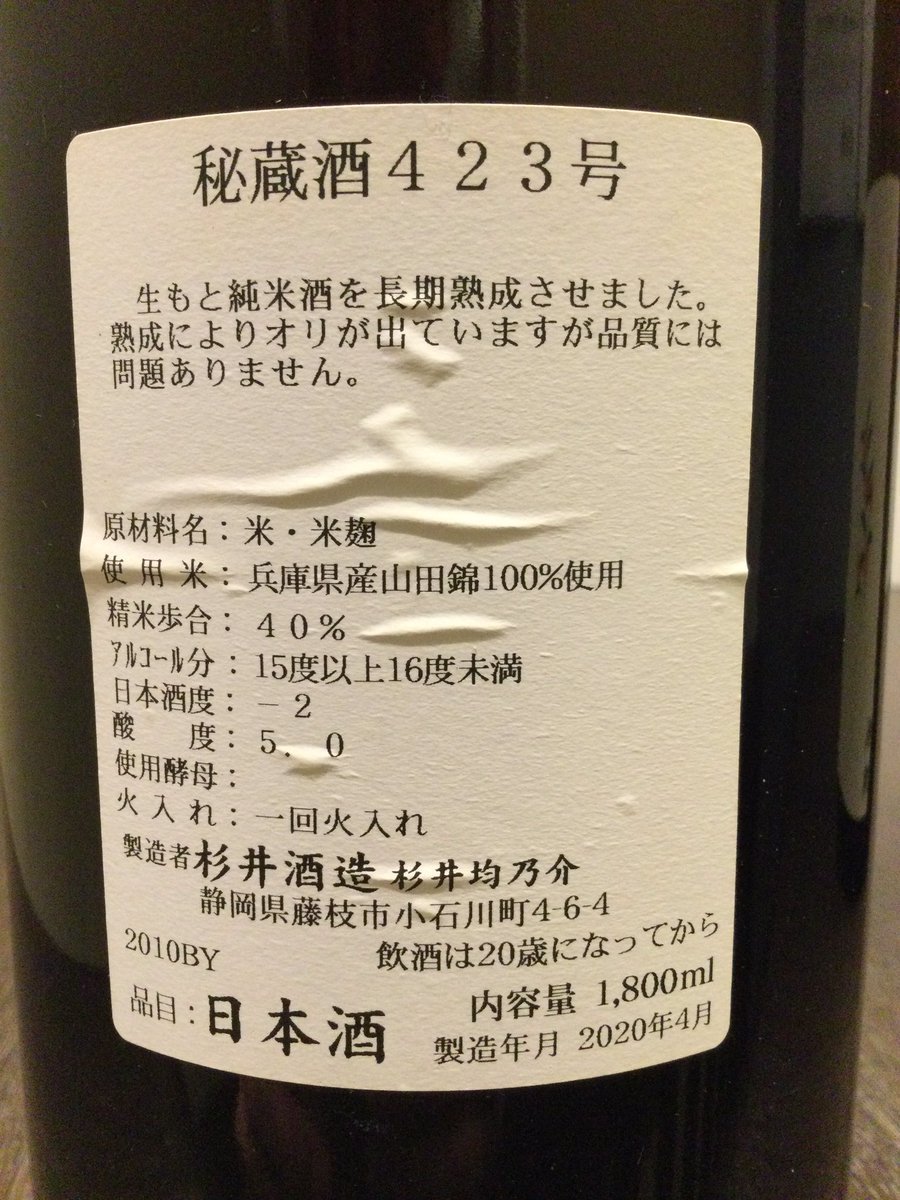 秘蔵酒423号
生もと純米酒を長期熟成させました。
熟成によりオリが出ていますが品質には
問題ありません。
原材料名：米・米麹
使用米：兵庫県産山田錦100%使用
精米歩合：40%
ｱﾙｺｰﾙ分：15度以上16度未満
日本酒度：－2
酸度：5.0
使用酵母：
火入れ：一回火入れ
製造者 杉井酒造 杉井均乃介
静岡県藤枝市小石川町4-6-4
2010BY 飲酒は20歳になってから
内容量 1,800ml
品目：日本酒 製造年月 2020年4月